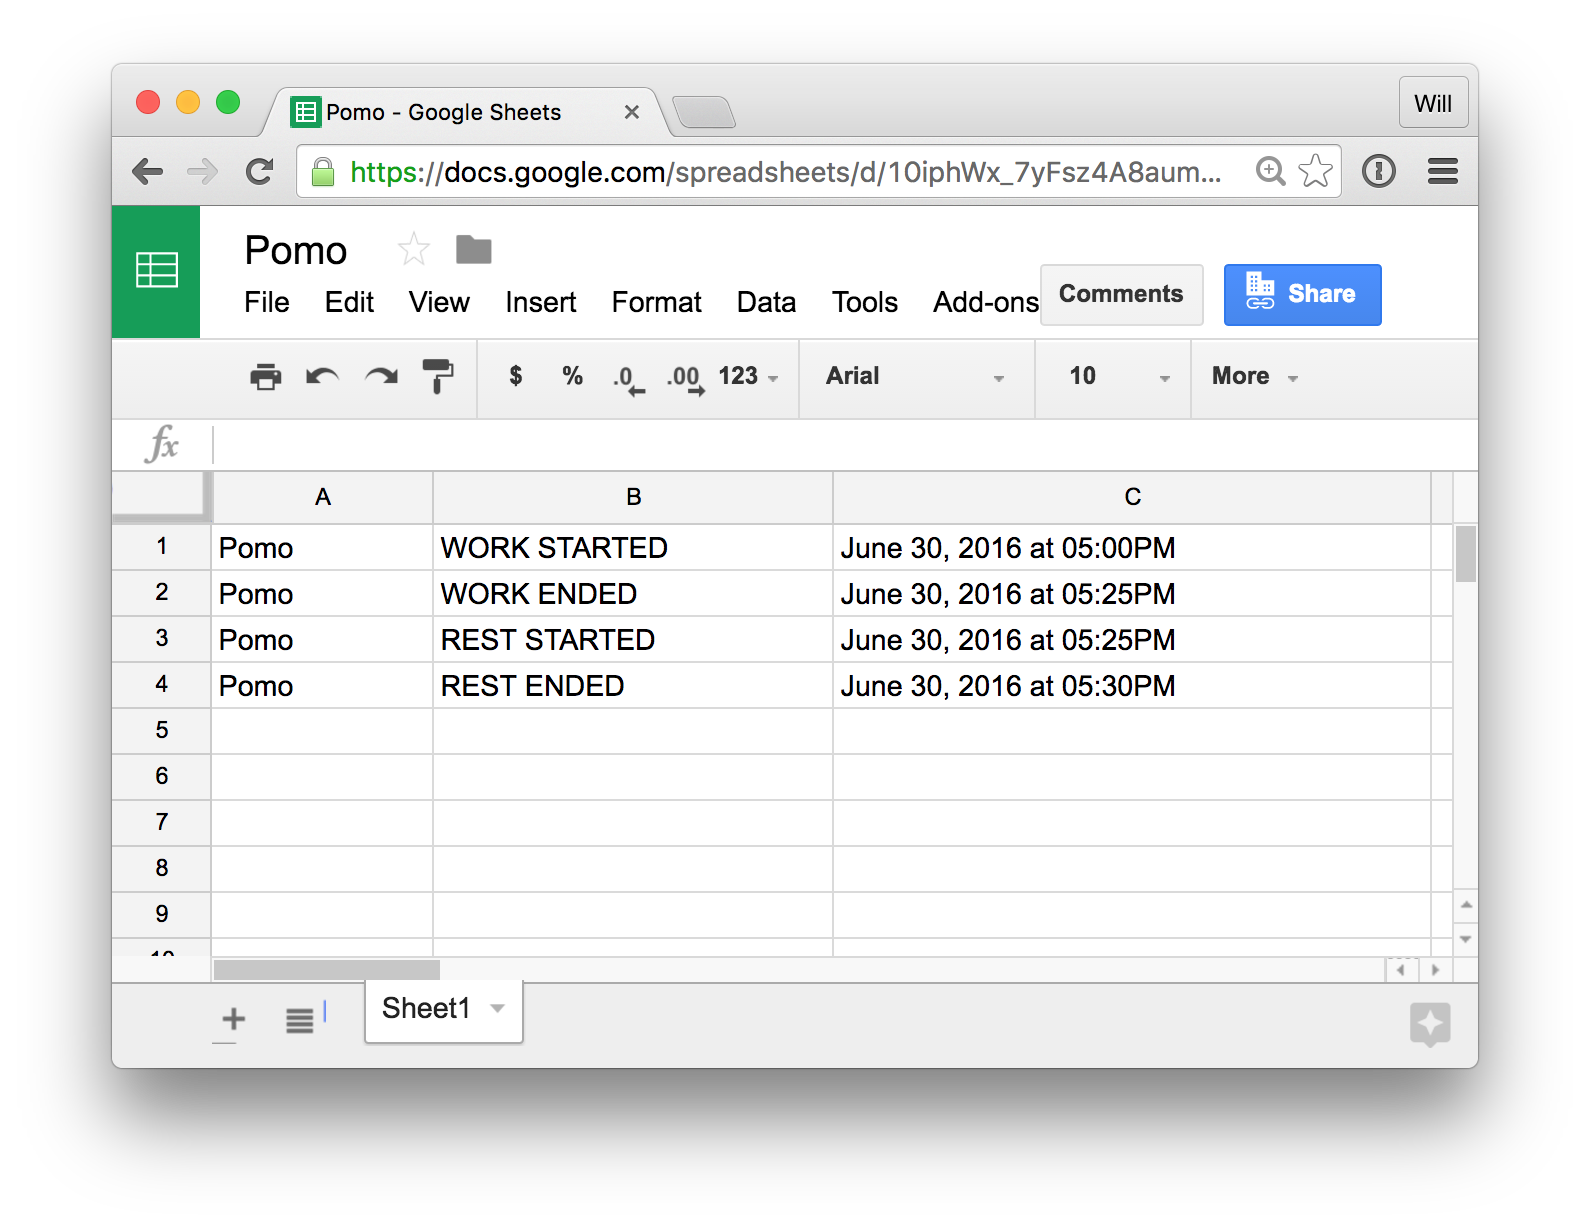 Pomo - Google Sheets
Will
https://docs.google.com/spreadsheets/d/10iphWx_7yFsz4A8aum...
Pomo
File Edit View Insert Format Data Tools Add-ons
Comments
Share
$ % .0 .00 123 Arial 10 More
fx
A B C
1 Pomo WORK STARTED June 30, 2016 at 05:00PM
2 Pomo WORK ENDED June 30, 2016 at 05:25PM
3 Pomo REST STARTED June 30, 2016 at 05:25PM
4 Pomo REST ENDED June 30, 2016 at 05:30PM
5
6
7
8
9
10
Sheet1